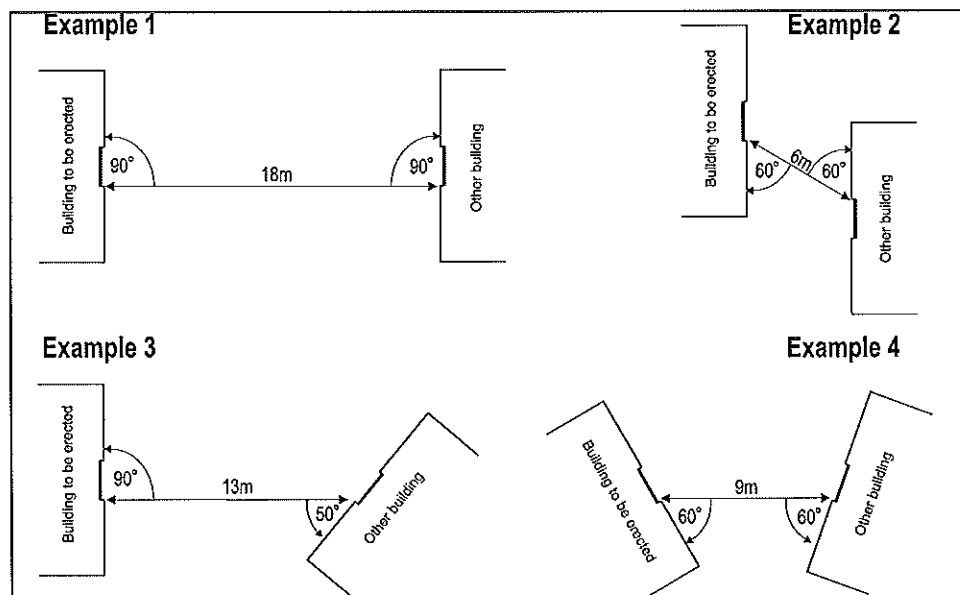 Example 1
Building to be erected
90°
18m
90°
Other building
Example 2
Building to be erected
60°
6m
60°
Other building
Example 3
Building to be erected
90°
13m
50°
Other building
Example 4
Building to be erected
60°
9m
60°
Other building